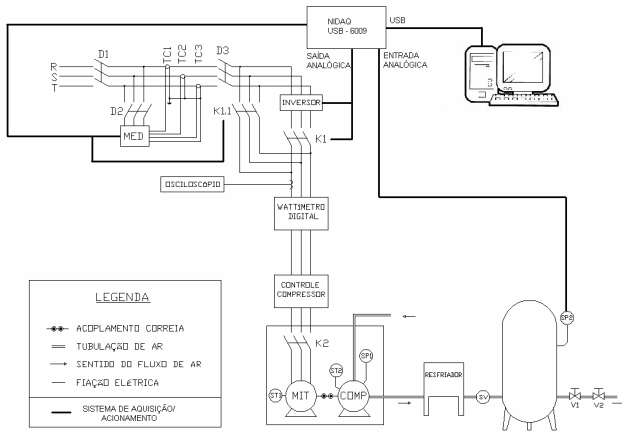 NIDAQ
USB - 6009
USB
SAÍDA
ANALÓGICA
ENTRADA
ANALÓGICA
D1
TC1
TC2
TC3
D3
R
S
T
D2
MED
K1.1
INVERSOR
K1
OSCILOSCÓPIO
WATTÍMETRO
DIGITAL
CONTROLE
COMPRESSOR
K2
ST1
MIT
ST2
SP1
COMP
RESFRIADOR
SV
SP2
V1
V2
LEGENDA
ACOPLAMENTO CORREIA
TUBULAÇÃO DE AR
SENTIDO DO FLUXO DE AR
FIAÇÃO ELÉTRICA
SISTEMA DE AQUISIÇÃO/
ACIONAMENTO